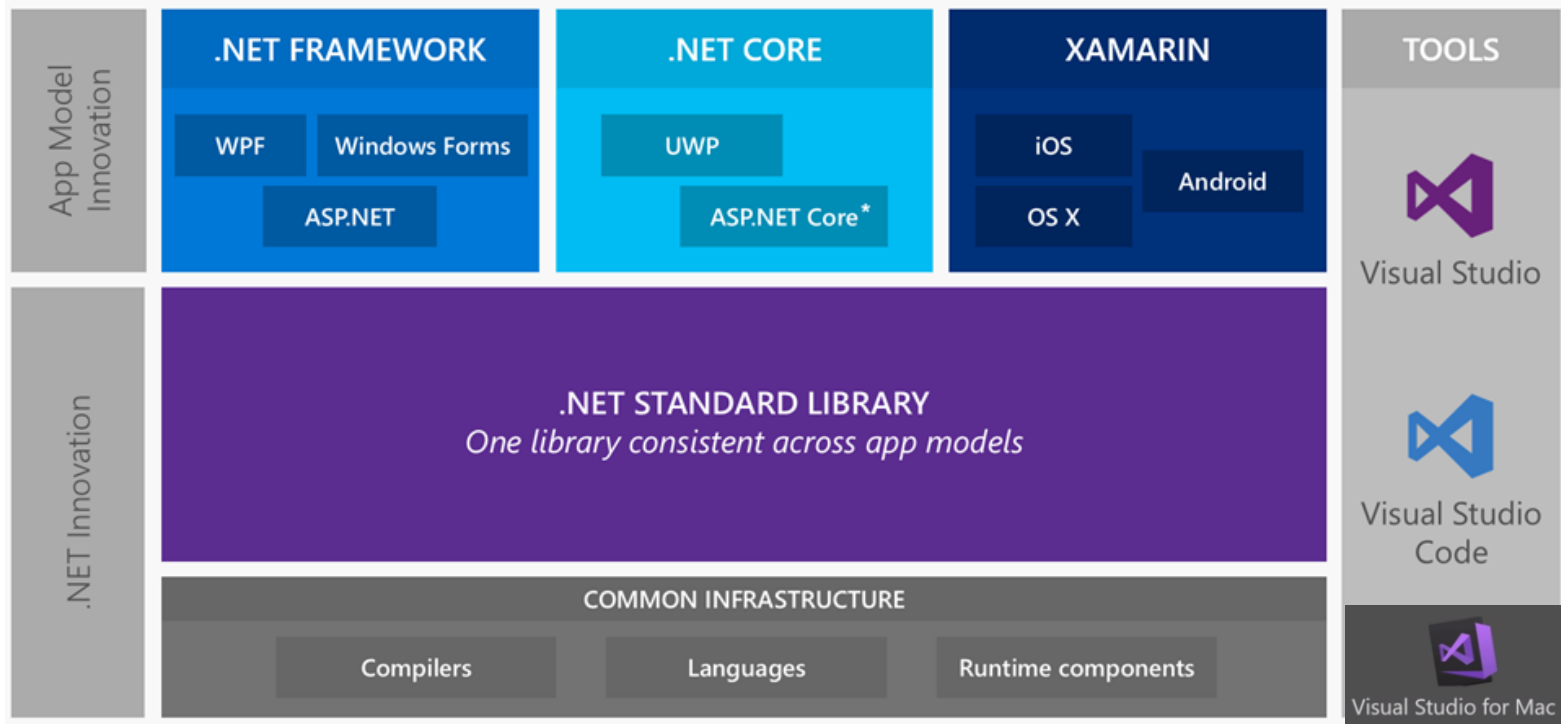 App Model
Innovation
.NET FRAMEWORK
WPF
Windows Forms
ASP.NET
.NET CORE
UWP
ASP.NET Core*
XAMARIN
iOS
Android
OS X
TOOLS
Visual Studio
Visual Studio
Code
Visual Studio for Mac
.NET Innovation
.NET STANDARD LIBRARY
One library consistent across app models
COMMON INFRASTRUCTURE
Compilers
Languages
Runtime components